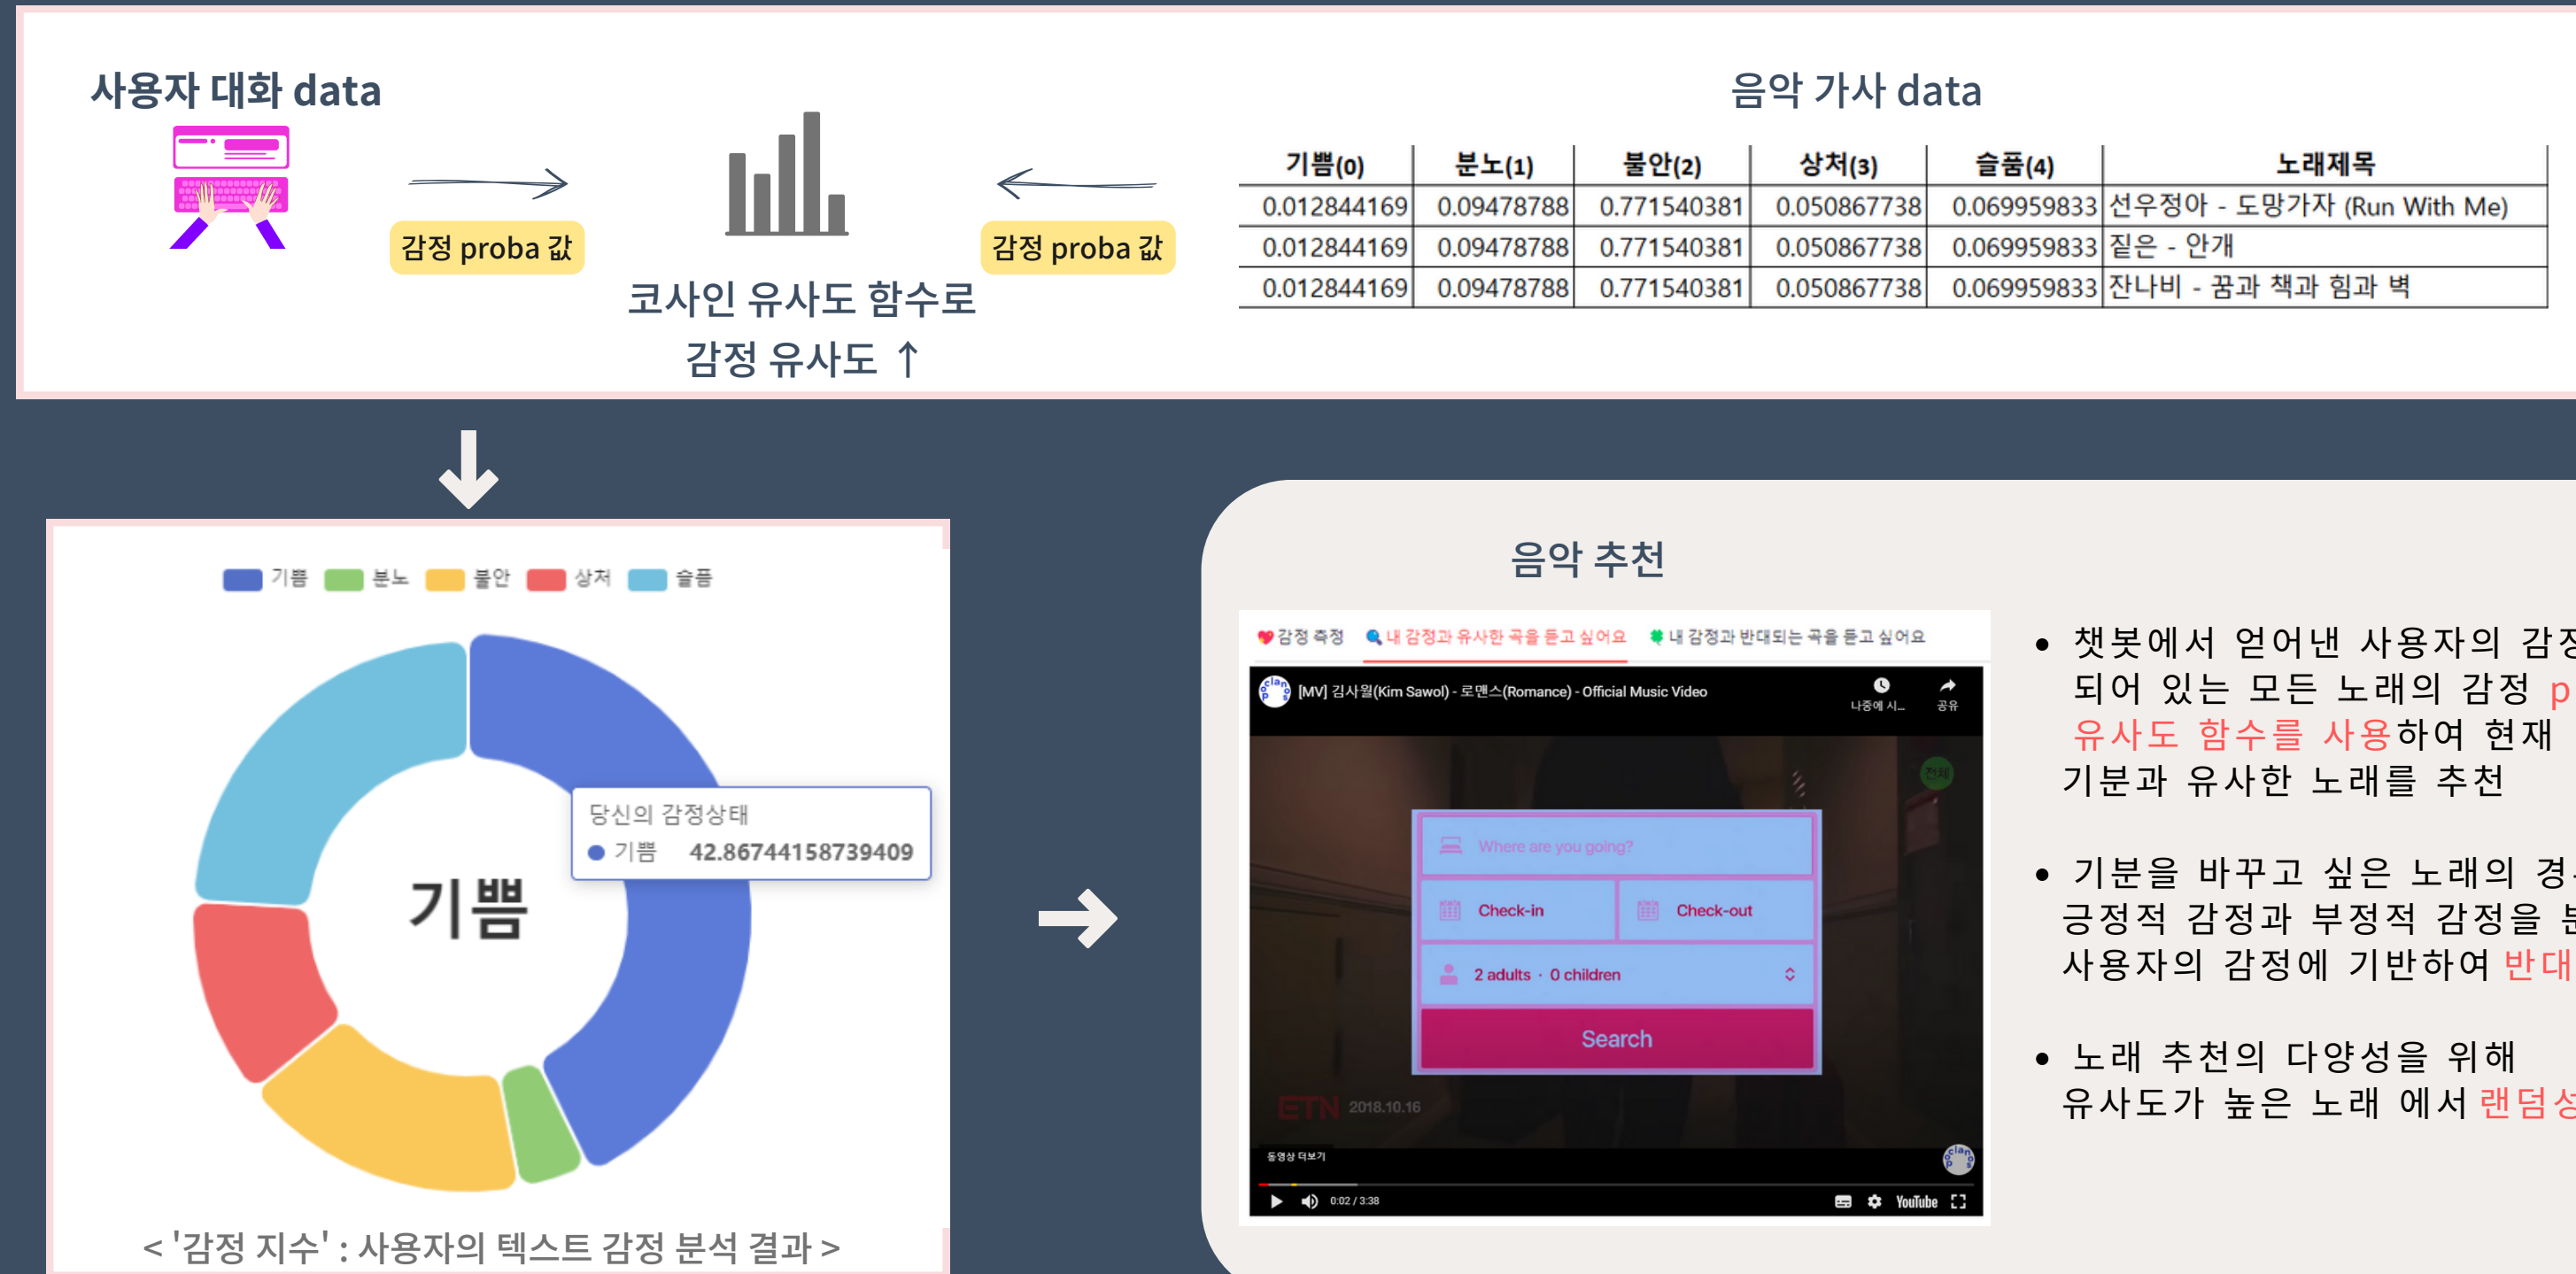 사용자 대화 data
감정 proba 값
코사인 유사도 함수로
감정 유사도 ↑
감정 proba 값
음악 가사 data
기쁨(0) 분노(1) 불안(2) 상처(3) 슬픔(4) 노래제목
0.012844169 0.09478788 0.771540381 0.050867738 0.069959833 선우정아 - 도망가자 (Run With Me)
0.012844169 0.09478788 0.771540381 0.050867738 0.069959833 짙은 - 안개
0.012844169 0.09478788 0.771540381 0.050867738 0.069959833 잔나비 - 꿈과 책과 힘과 벽
기쁨 분노 불안 상처 슬픔
당신의 감정상태
기쁨 42.86744158739409
기쁨
< '감정 지수' : 사용자의 텍스트 감정 분석 결과 >
음악 추천
감정 측정 내 감정과 유사한 곡을 듣고 싶어요 내 감정과 반대되는 곡을 듣고 싶어요
[MV] 김사월(Kim Sawol) - 로맨스(Romance) - Official Music Video
나중에 시... 공유
전체
Where are you going?
Check-in Check-out
2 adults · 0 children
Search
ETN 2018.10.16
동영상 더보기
0:02 / 3:38 YouTube
• 챗봇에서 얻어낸 사용자의
되어 있는 모든 노래의 감정 p
유사도 함수를 사용하여 현재
기분과 유사한 노래를 추천
• 기분을 바꾸고 싶은 노래의
긍정적 감정과 부정적 감정을
사용자의 감정에 기반하여 반대
• 노래 추천의 다양성을 위해
유사도가 높은 노래 에서